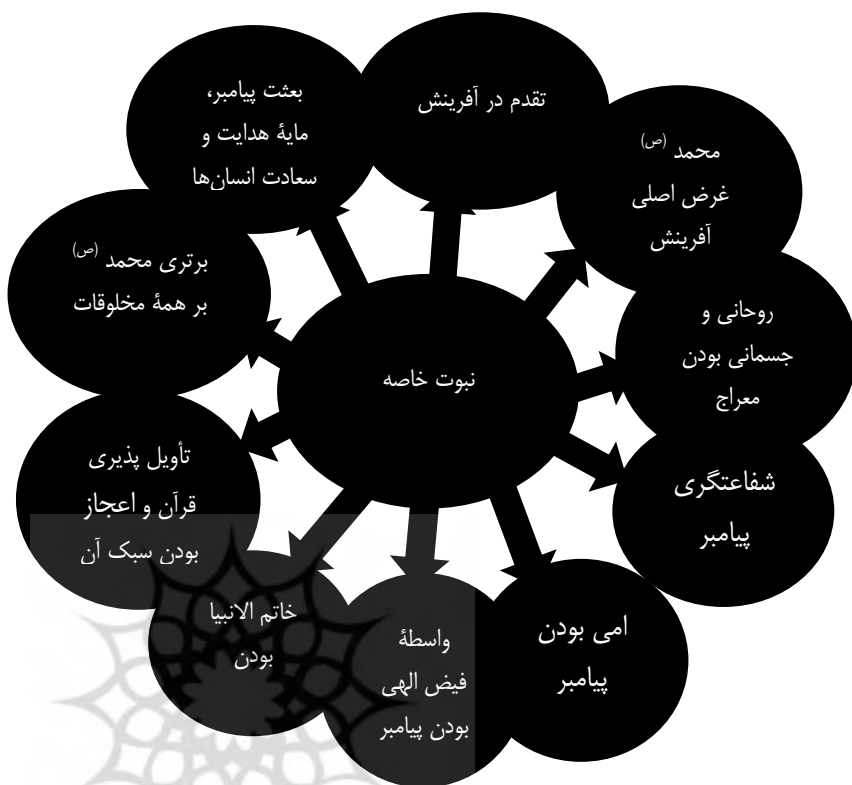 تقدم در آفرینش
محمد (ص)
غرض اصلی
آفرینش
روحانی و
جسمانی بودن
معراج
شفاعتگری
پیامبر
امی بودن
پیامبر
واسطهٔ
فیض الهی
بودن پیامبر
خاتم الانبیا
بودن
تأویل پذیری
قرآن و اعجاز
بودن سبک آن
برتری محمد (ص)
بر همهٔ مخلوقات
بعثت پیامبر،
مایهٔ هدایت و
سعادت انسان‌ها
نبوت خاصه